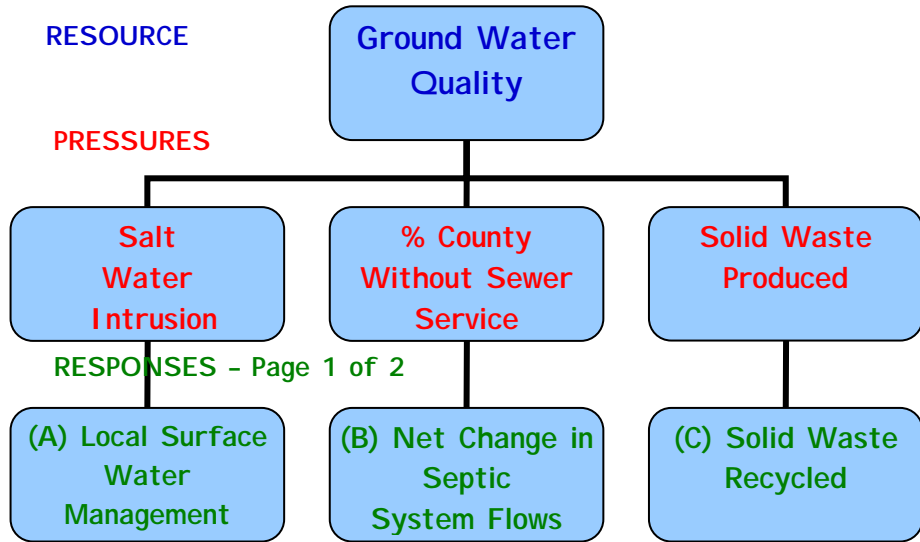 RESOURCE
Ground Water
Quality
PRESSURES
Salt
Water
Intrusion
% County
Without Sewer
Service
Solid Waste
Produced
RESPONSES – Page 1 of 2
(A) Local Surface
Water
Management
(B) Net Change in
Septic
System Flows
(C) Solid Waste
Recycled